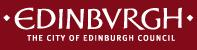 · EDINBVRGH ·
THE CITY OF EDINBURGH COUNCIL